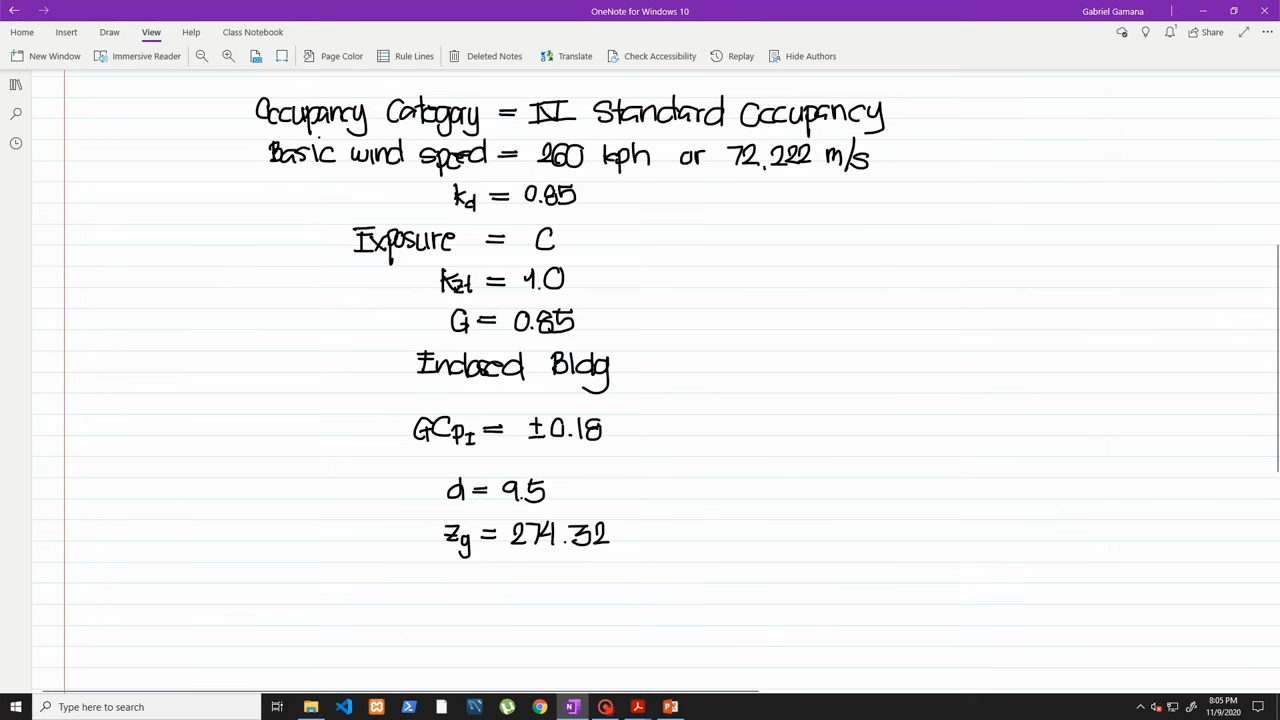 OneNote for Windows 10
Gabriel Gamana
Home Insert Draw View Help Class Notebook
Share
New Window Immersive Reader Page Color Rule Lines Deleted Notes Translate Check Accessibility Replay Hide Authors
Occupancy Category = IV Standard Occupancy
Basic wind speed = 260 kph or 72.222 m/s
kd = 0.85
Exposure = C
kzt = 1.0
G = 0.85
Enclosed Bldg
GCpI = ±0.18
d = 9.5
zg = 274.32
Type here to search
8:05 PM
11/9/2020